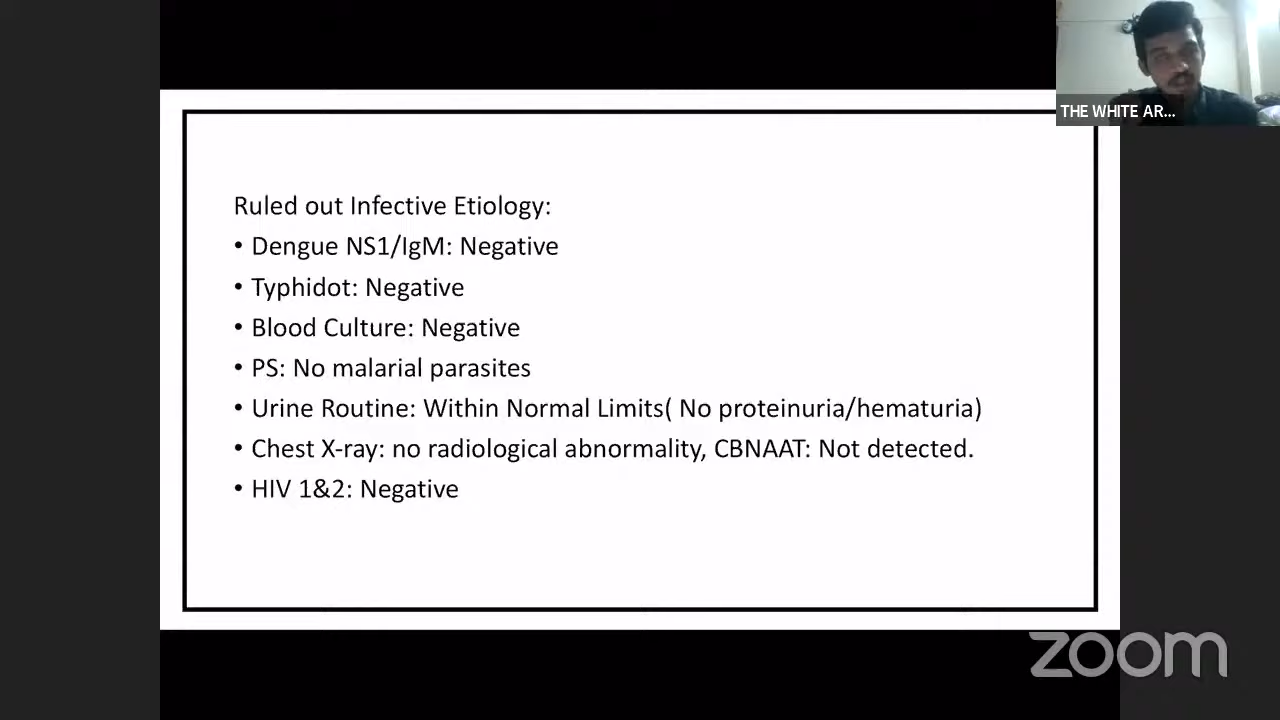 THE WHITE AR...
Ruled out Infective Etiology:
• Dengue NS1/IgM: Negative
• Typhidot: Negative
• Blood Culture: Negative
• PS: No malarial parasites
• Urine Routine: Within Normal Limits( No proteinuria/hematuria)
• Chest X-ray: no radiological abnormality, CBNAAT: Not detected.
• HIV 1&2: Negative
zoom